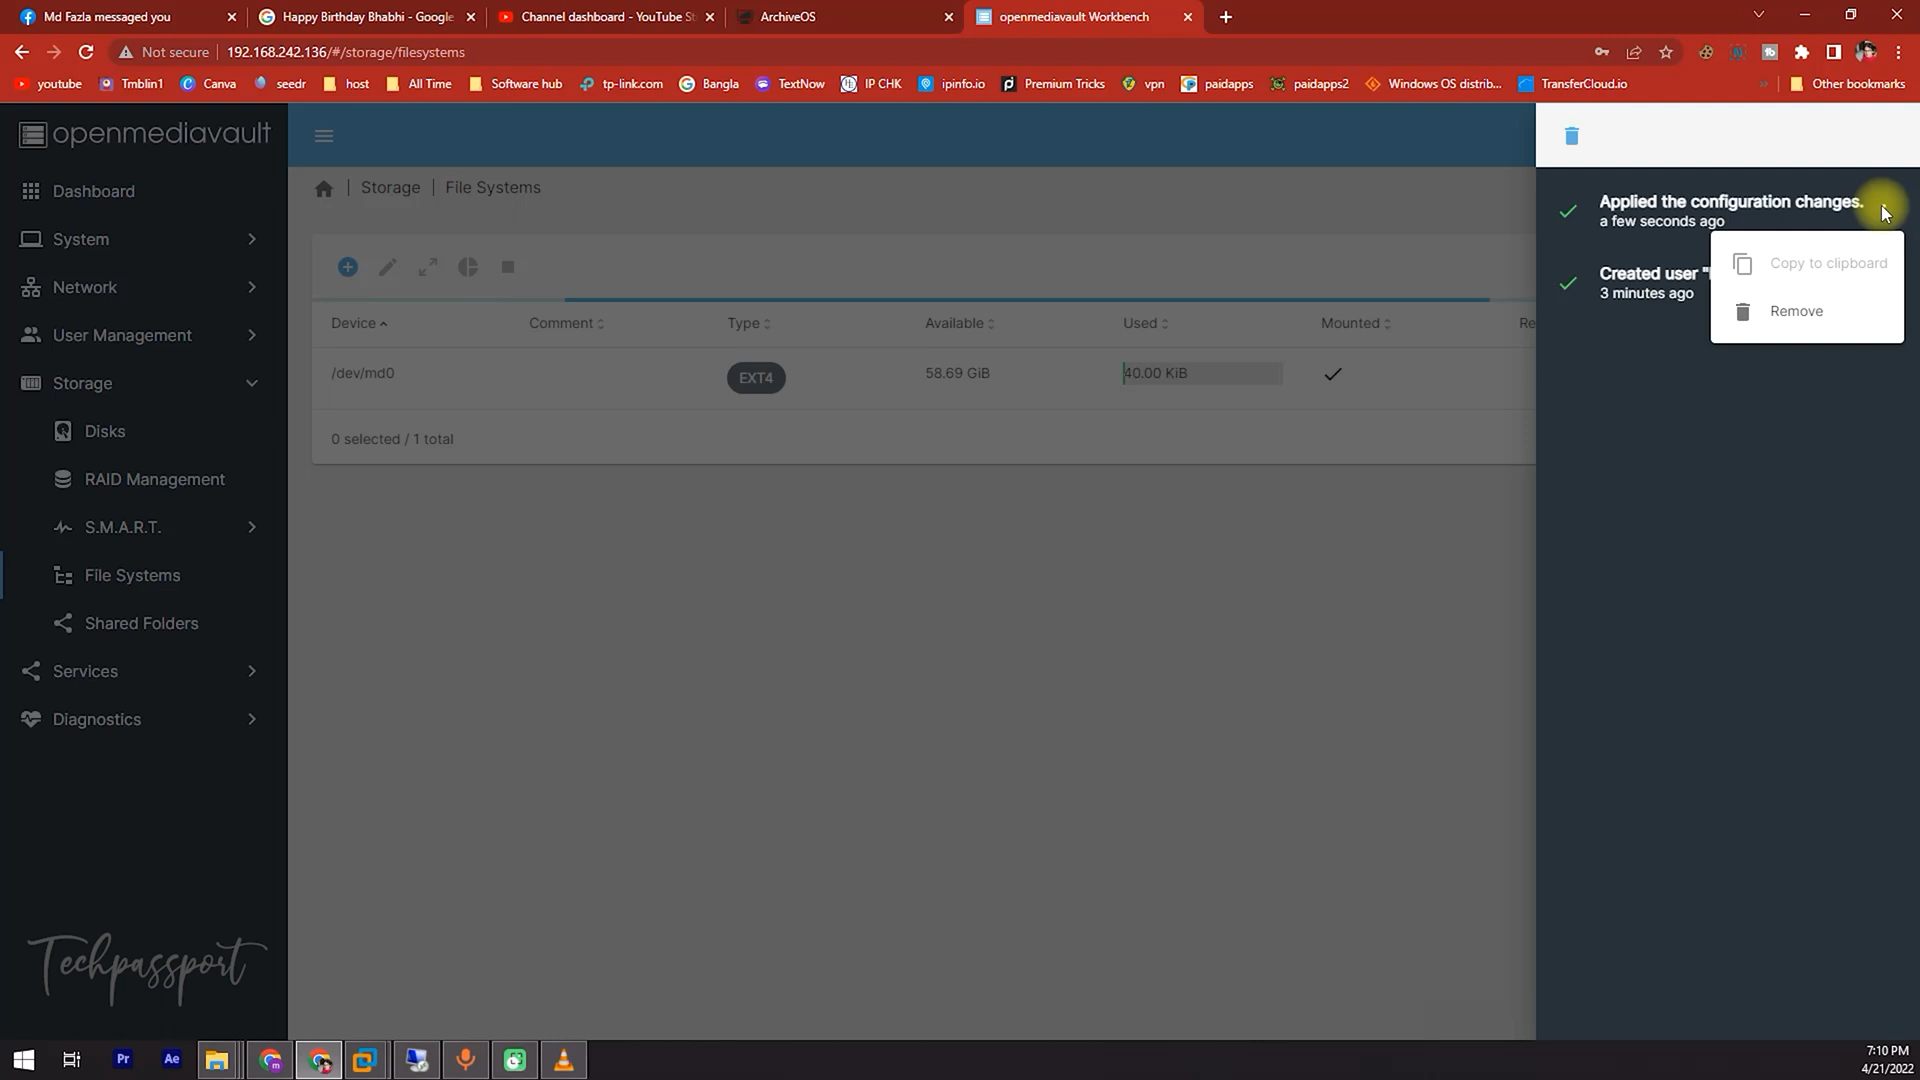 Md Fazla messaged you
Happy Birthday Bhabhi - Google
Channel dashboard - YouTube St
ArchiveOS
openmediavault Workbench
Not secure
192.168.242.136/#/storage/filesystems
youtube
Tmblin1
Canva
seedr
host
All Time
Software hub
tp-link.com
Bangla
TextNow
IP CHK
ipinfo.io
Premium Tricks
vpn
paidapps
paidapps2
Windows OS distrib...
TransferCloud.io
»
Other bookmarks
openmediavault
Dashboard
System
Network
User Management
Storage
Disks
RAID Management
S.M.A.R.T.
File Systems
Shared Folders
Services
Diagnostics
Techpassport
| Storage | File Systems
Device
Comment
Type
Available
Used
Mounted
Re
/dev/md0
EXT4
58.69 GiB
40.00 KiB
0 selected / 1 total
Applied the configuration changes.
a few seconds ago
Created user "
3 minutes ago
Copy to clipboard
Remove
Pr
Ae
7:10 PM
4/21/2022